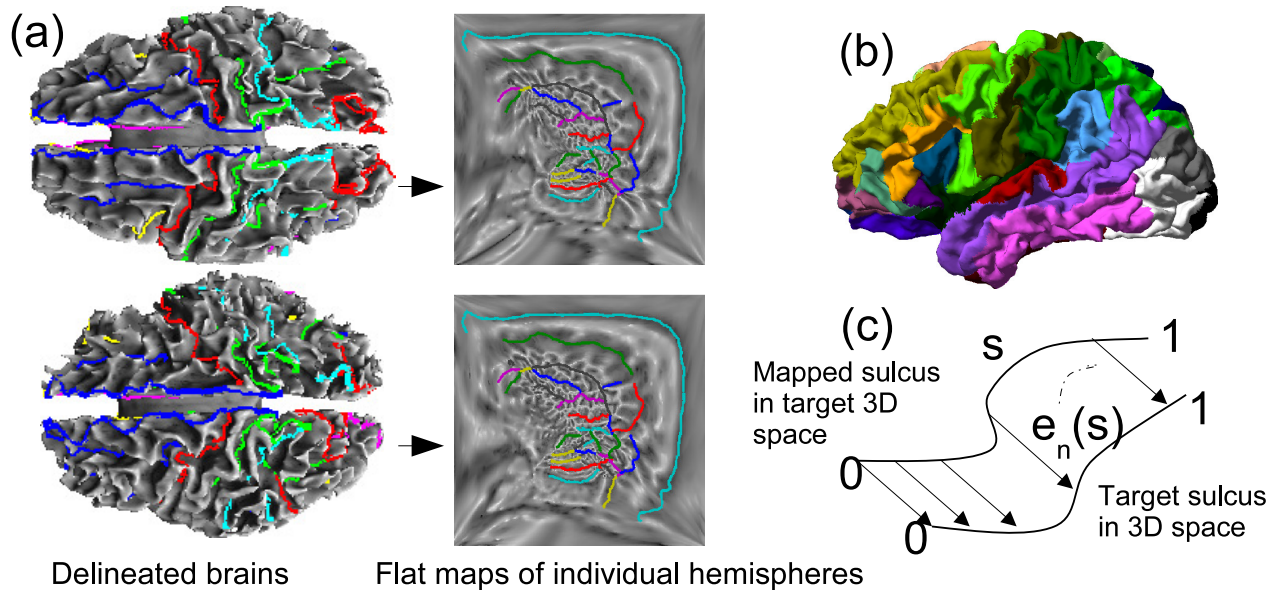 (a)
(b)
(c)
s
1
Mapped sulcus
in target 3D
space
1
eₙ(s)
0
Target sulcus
in 3D space
0
Delineated brains
Flat maps of individual hemispheres